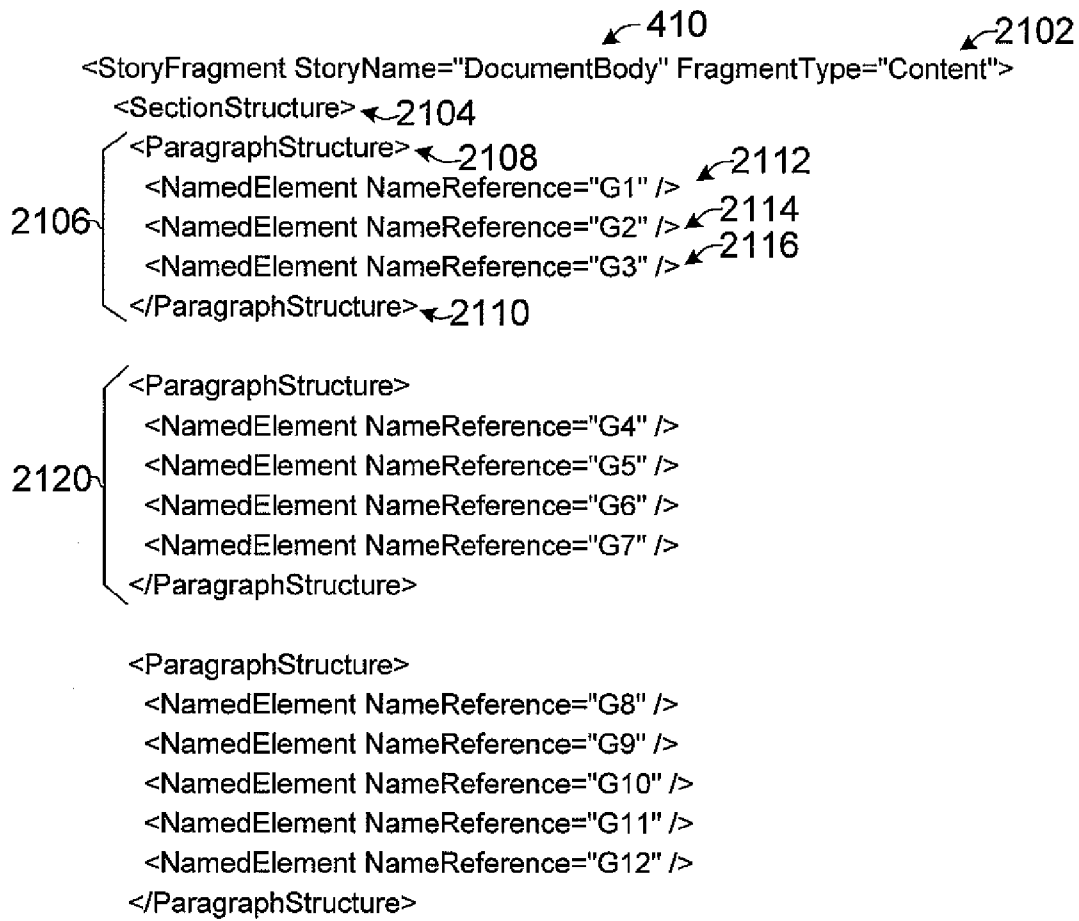 410 2102
<StoryFragment StoryName="DocumentBody" FragmentType="Content">
<SectionStructure> 2104
<ParagraphStructure> 2108
<NamedElement NameReference="G1" /> 2112
2106 <NamedElement NameReference="G2" /> 2114
<NamedElement NameReference="G3" /> 2116
</ParagraphStructure> 2110
<ParagraphStructure>
<NamedElement NameReference="G4" />
2120 <NamedElement NameReference="G5" />
<NamedElement NameReference="G6" />
<NamedElement NameReference="G7" />
</ParagraphStructure>
<ParagraphStructure>
<NamedElement NameReference="G8" />
<NamedElement NameReference="G9" />
<NamedElement NameReference="G10" />
<NamedElement NameReference="G11" />
<NamedElement NameReference="G12" />
</ParagraphStructure>